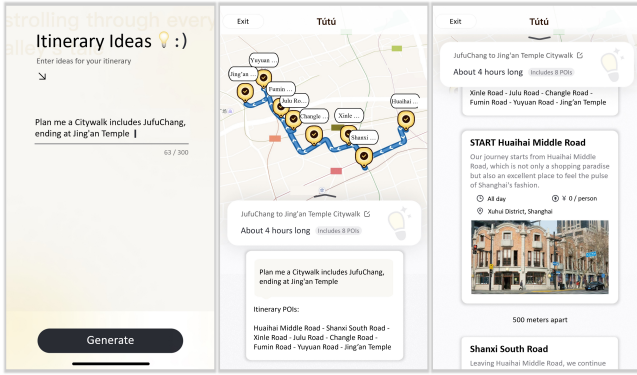 strolling through every
alley
Itinerary Ideas :)
Enter ideas for your itinerary
Plan me a Citywalk includes JufuChang,
ending at Jing'an Temple
63 / 300
Generate
Exit
Tútú
Yuyuan ...
Jing'an ...
Fumin ...
Julu Ro...
Changle ...
Xinle ...
Huaihai ...
Shanxi ...
JufuChang to Jing'an Temple Citywalk
About 4 hours long Includes 8 POIs
Plan me a Citywalk includes JufuChang,
ending at Jing'an Temple
Itinerary POIs:
Huaihai Middle Road - Shanxi South Road -
Xinle Road - Julu Road - Changle Road -
Fumin Road - Yuyuan Road - Jing'an Temple
Exit
Tútú
JufuChang to Jing'an Temple Citywalk
About 4 hours long Includes 8 POIs
Xinle Road - Julu Road - Changle Road -
Fumin Road - Yuyuan Road - Jing'an Temple
START Huaihai Middle Road
Our journey starts from Huaihai Middle
Road, which is not only a shopping paradise
but also an excellent place to feel the pulse
of Shanghai's fashion.
All day ¥ 0 / person
Xuhui District, Shanghai
500 meters apart
Shanxi South Road
Leaving Huaihai Middle Road, we continue